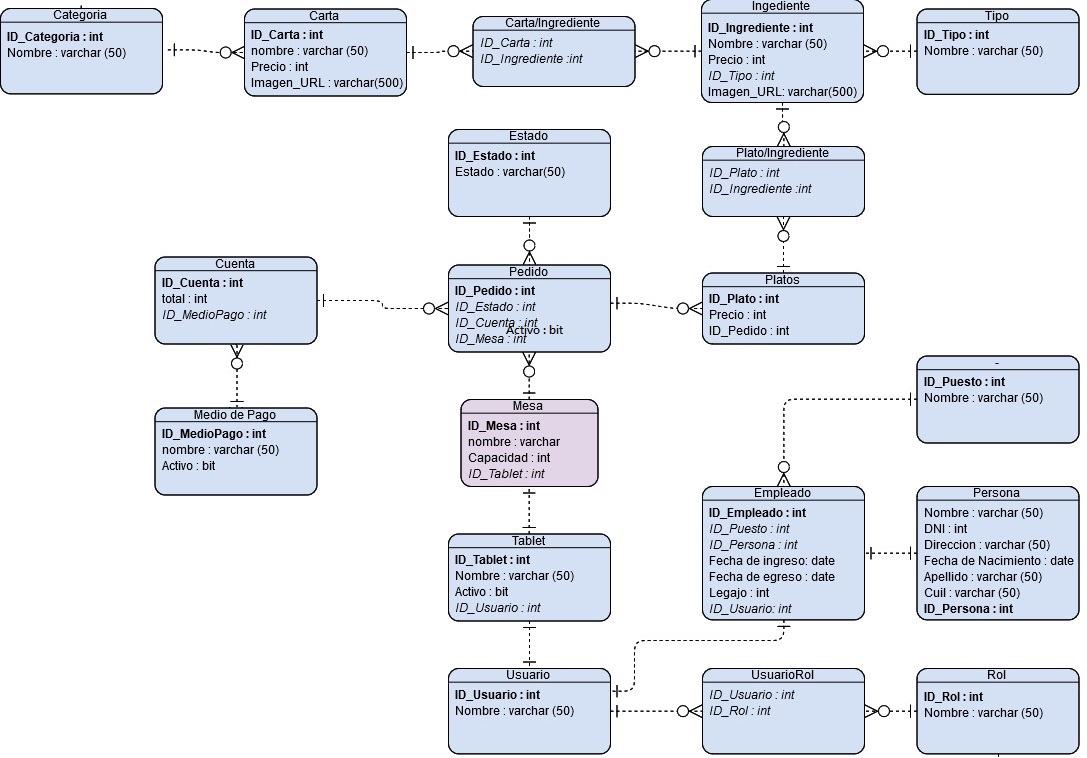 Categoria
ID_Categoria : int
Nombre : varchar (50)
Carta
ID_Carta : int
nombre : varchar (50)
Precio : int
Imagen_URL : varchar(500)
Carta/Ingrediente
ID_Carta : int
ID_Ingrediente :int
Ingediente
ID_Ingrediente : int
Nombre : varchar (50)
Precio : int
ID_Tipo : int
Imagen_URL: varchar(500)
Tipo
ID_Tipo : int
Nombre : varchar (50)
Estado
ID_Estado : int
Estado : varchar(50)
Plato/Ingrediente
ID_Plato : int
ID_Ingrediente :int
Cuenta
ID_Cuenta : int
total : int
ID_MedioPago : int
Pedido
ID_Pedido : int
ID_Estado : int
ID_Cuenta : int
Activo : bit
ID_Mesa : int
Platos
ID_Plato : int
Precio : int
ID_Pedido : int
Medio de Pago
ID_MedioPago : int
nombre : varchar (50)
Activo : bit
Mesa
ID_Mesa : int
nombre : varchar
Capacidad : int
ID_Tablet : int
-
ID_Puesto : int
Nombre : varchar (50)
Tablet
ID_Tablet : int
Nombre : varchar (50)
Activo : bit
ID_Usuario : int
Empleado
ID_Empleado : int
ID_Puesto : int
ID_Persona : int
Fecha de ingreso: date
Fecha de egreso : date
Legajo : int
ID_Usuario: int
Persona
Nombre : varchar (50)
DNI : int
Direccion : varchar (50)
Fecha de Nacimiento : date
Apellido : varchar (50)
Cuil : varchar (50)
ID_Persona : int
Usuario
ID_Usuario : int
Nombre : varchar (50)
UsuarioRol
ID_Usuario : int
ID_Rol : int
Rol
ID_Rol : int
Nombre : varchar (50)